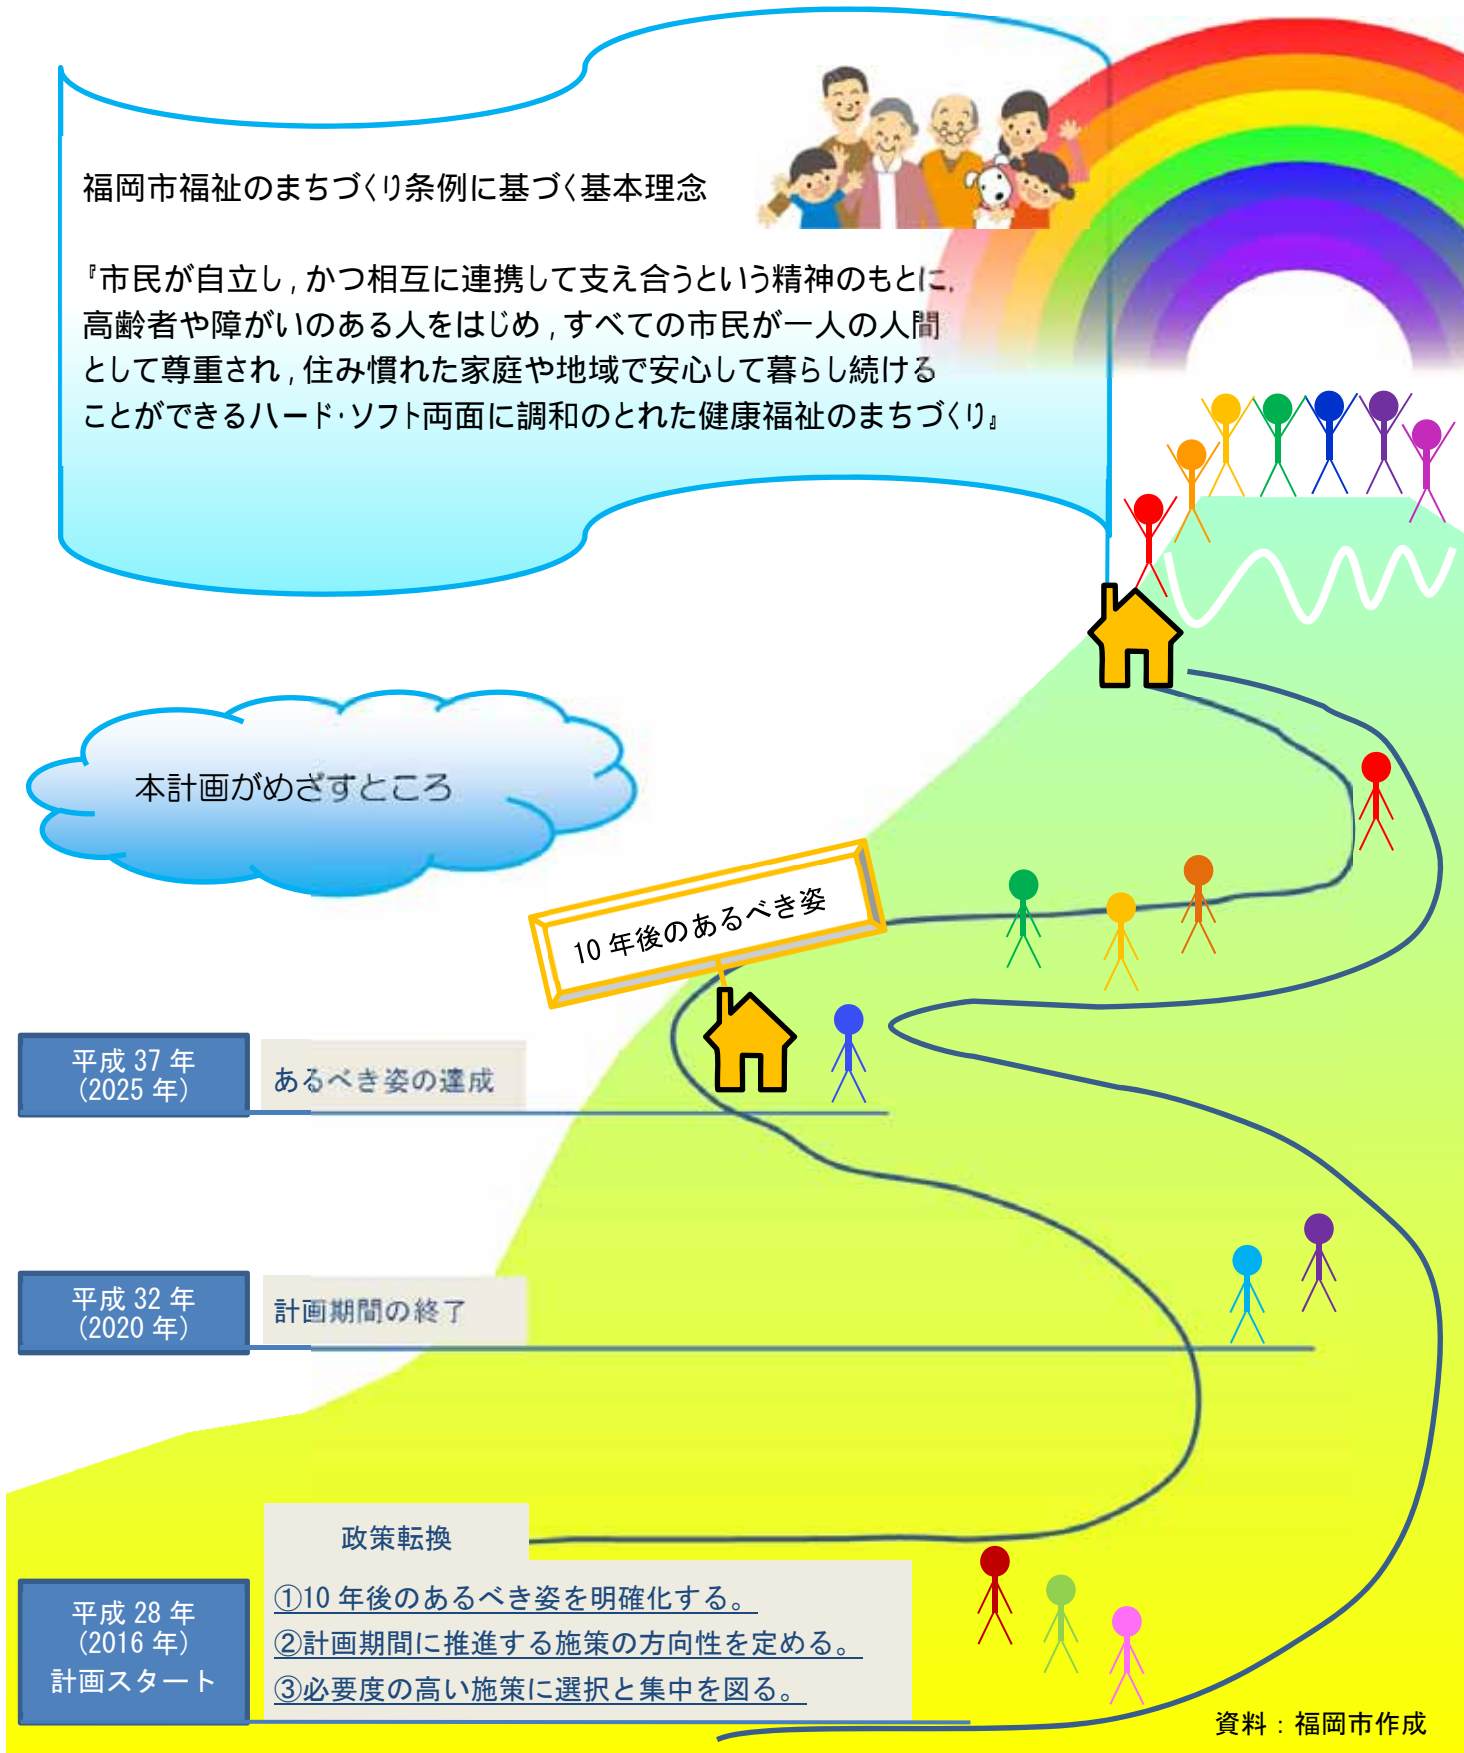 福岡市福祉のまちづくり条例に基づく基本理念
『市民が自立し,かつ相互に連携して支え合うという精神のもとに,
高齢者や障がいのある人をはじめ,すべての市民が一人の人間
として尊重され,住み慣れた家庭や地域で安心して暮らし続ける
ことができるハード･ソフト両面に調和のとれた健康福祉のまちづくり』
本計画がめざすところ
10 年後のあるべき姿
平成 37 年
(2025 年)
あるべき姿の達成
平成 32 年
(2020 年)
計画期間の終了
政策転換
平成 28 年
(2016 年)
計画スタート
①10 年後のあるべき姿を明確化する。
②計画期間に推進する施策の方向性を定める。
③必要度の高い施策に選択と集中を図る。
資料：福岡市作成